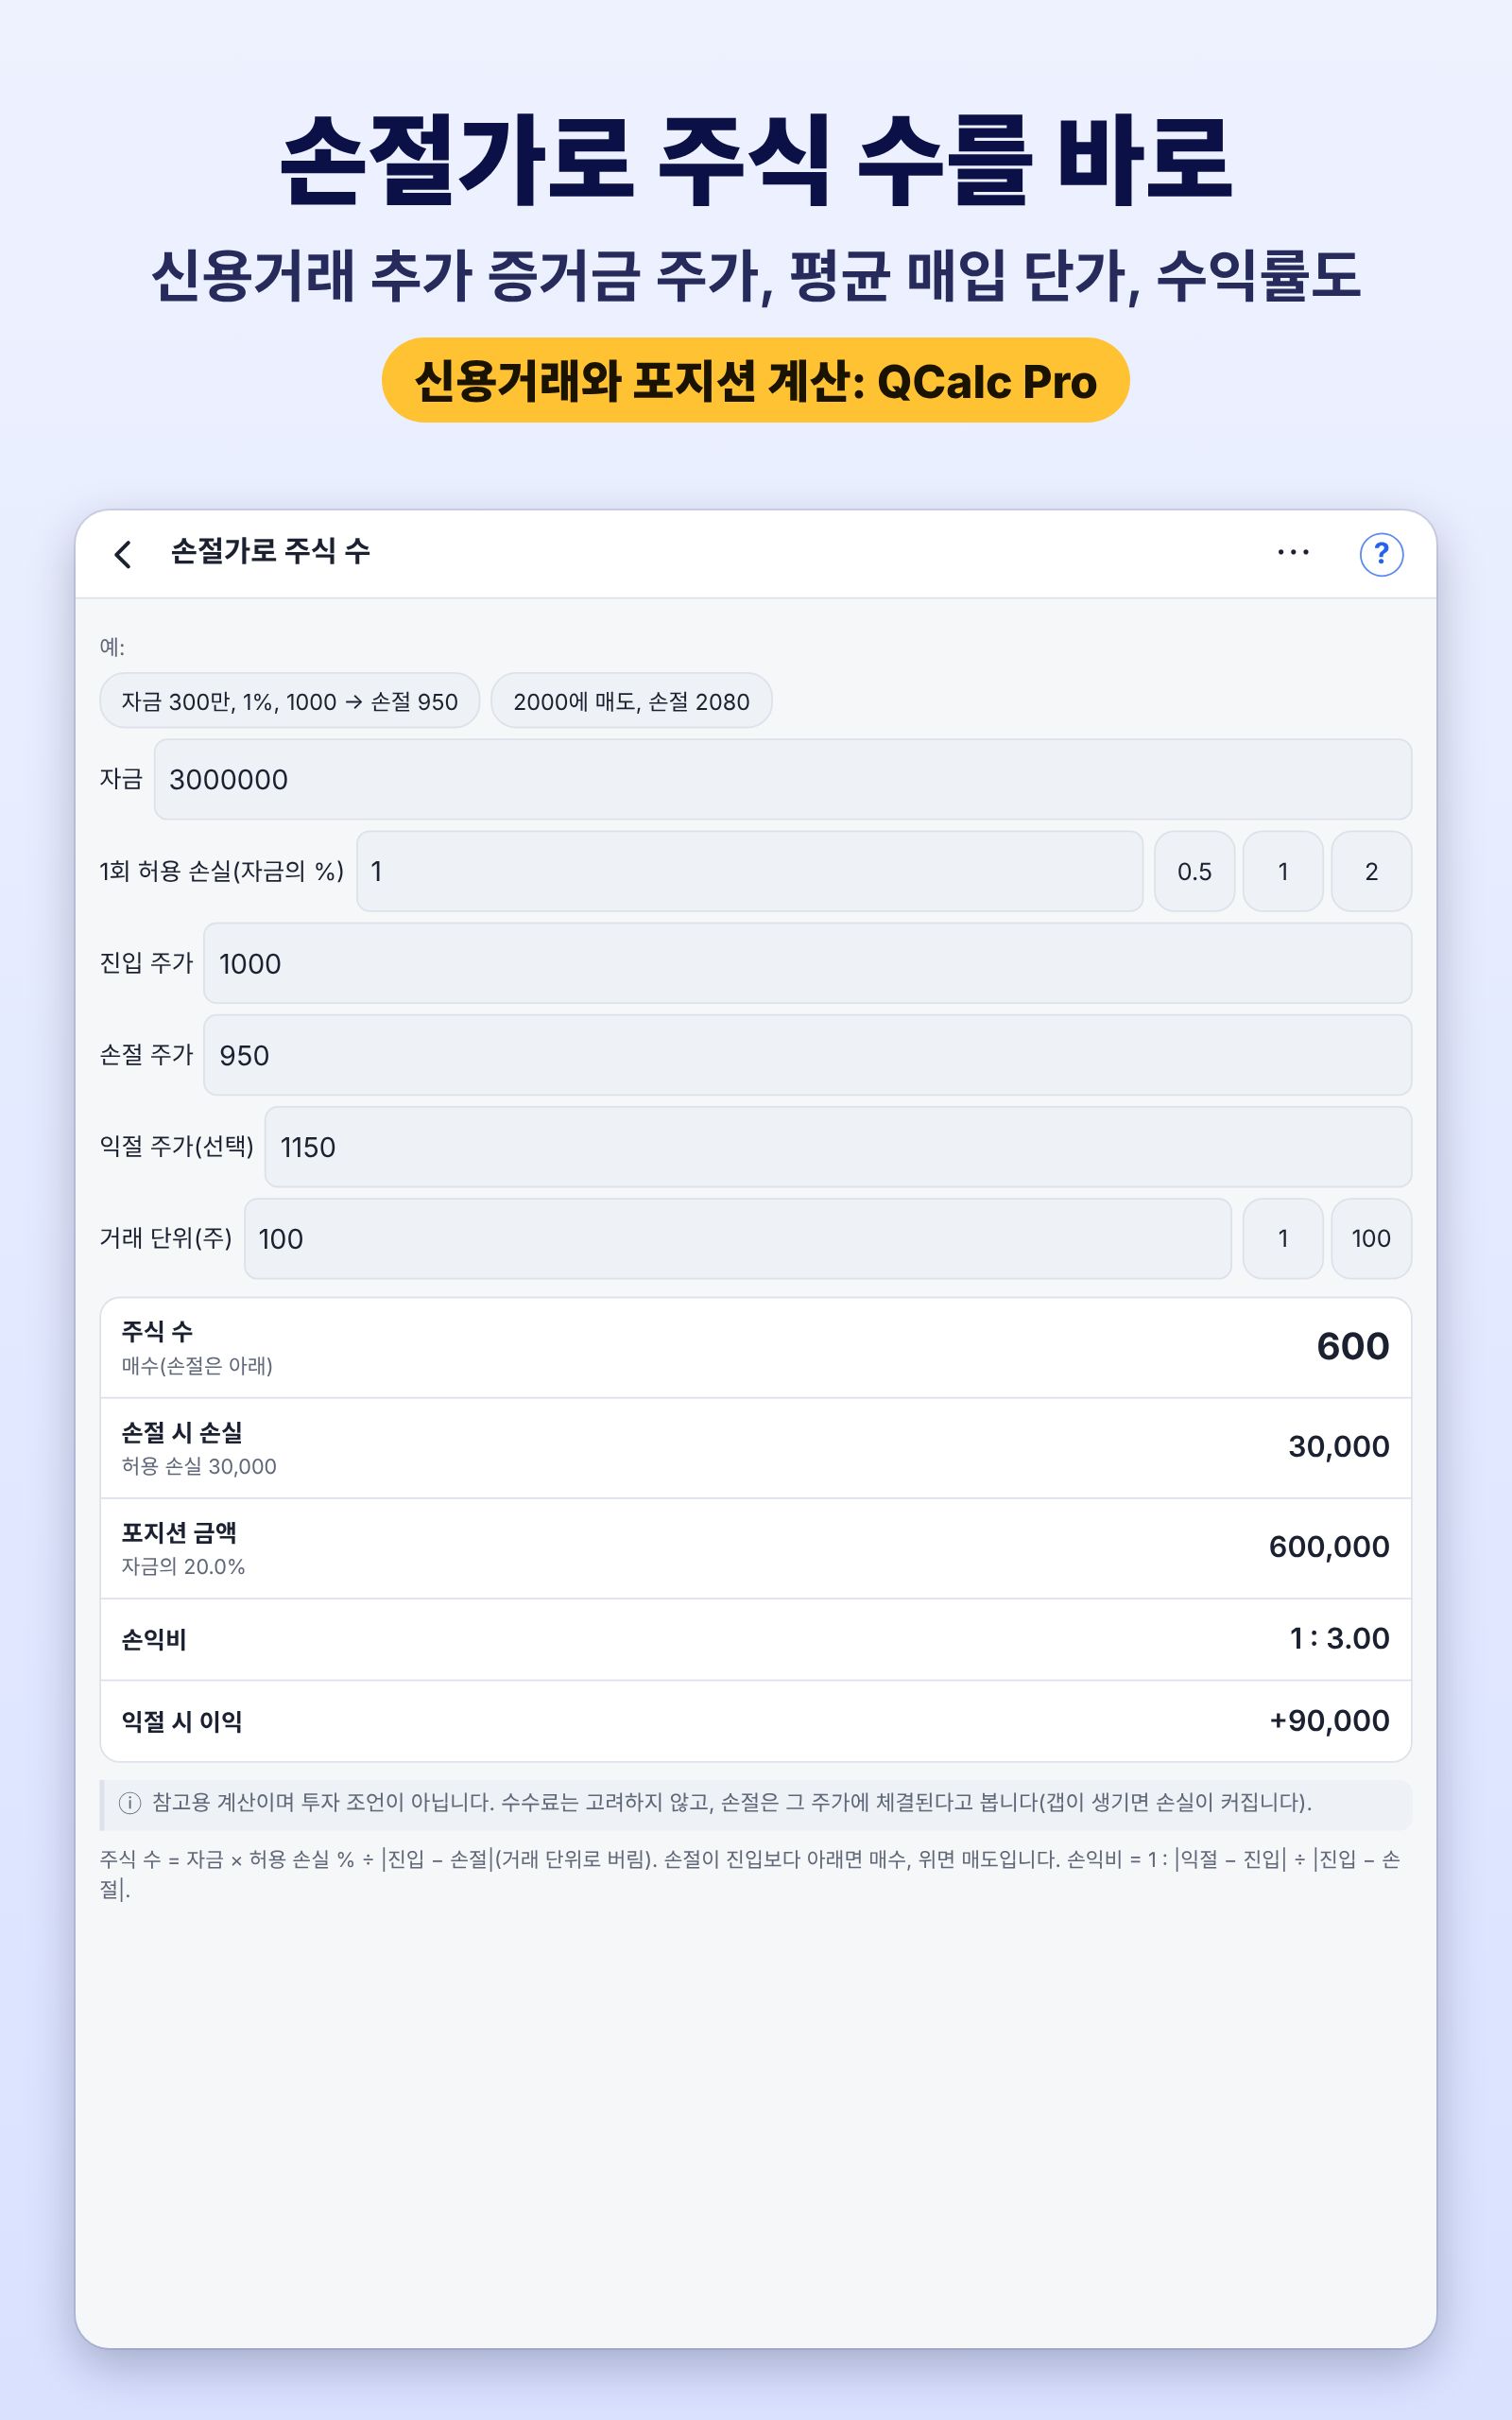 손절가로 주식 수를 바로
신용거래 추가 증거금 주가, 평균 매입 단가, 수익률도
신용거래와 포지션 계산: QCalc Pro
손절가로 주식 수
?
예:
자금 300만, 1%, 1000 → 손절 950
2000에 매도, 손절 2080
자금 3000000
1회 허용 손실(자금의 %) 1 0.5 1 2
진입 주가 1000
손절 주가 950
익절 주가(선택) 1150
거래 단위(주) 100 1 100
주식 수 600
매수(손절은 아래)
손절 시 손실 30,000
허용 손실 30,000
포지션 금액 600,000
자금의 20.0%
손익비 1 : 3.00
익절 시 이익 +90,000
ⓘ 참고용 계산이며 투자 조언이 아닙니다. 수수료는 고려하지 않고, 손절은 그 주가에 체결된다고 봅니다(갭이 생기면 손실이 커집니다).
주식 수 = 자금 × 허용 손실 % ÷ |진입 − 손절|(거래 단위로 버림). 손절이 진입보다 아래면 매수, 위면 매도입니다. 손익비 = 1 : |익절 − 진입| ÷ |진입 − 손
절|.